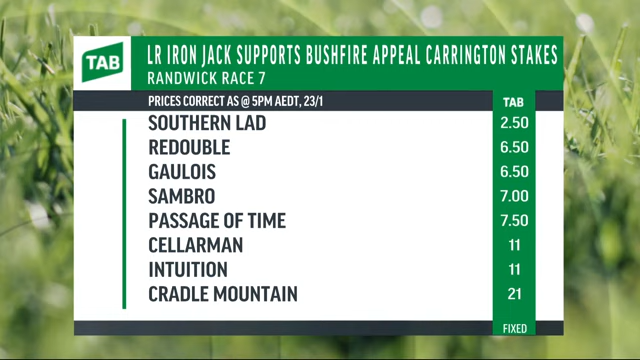 TAB
LR IRON JACK SUPPORTS BUSHFIRE APPEAL CARRINGTON STAKES
RANDWICK RACE 7
PRICES CORRECT AS @ 5PM AEDT, 23/1 TAB
SOUTHERN LAD 2.50
REDOUBLE 6.50
GAULOIS 6.50
SAMBRO 7.00
PASSAGE OF TIME 7.50
CELLARMAN 11
INTUITION 11
CRADLE MOUNTAIN 21
FIXED